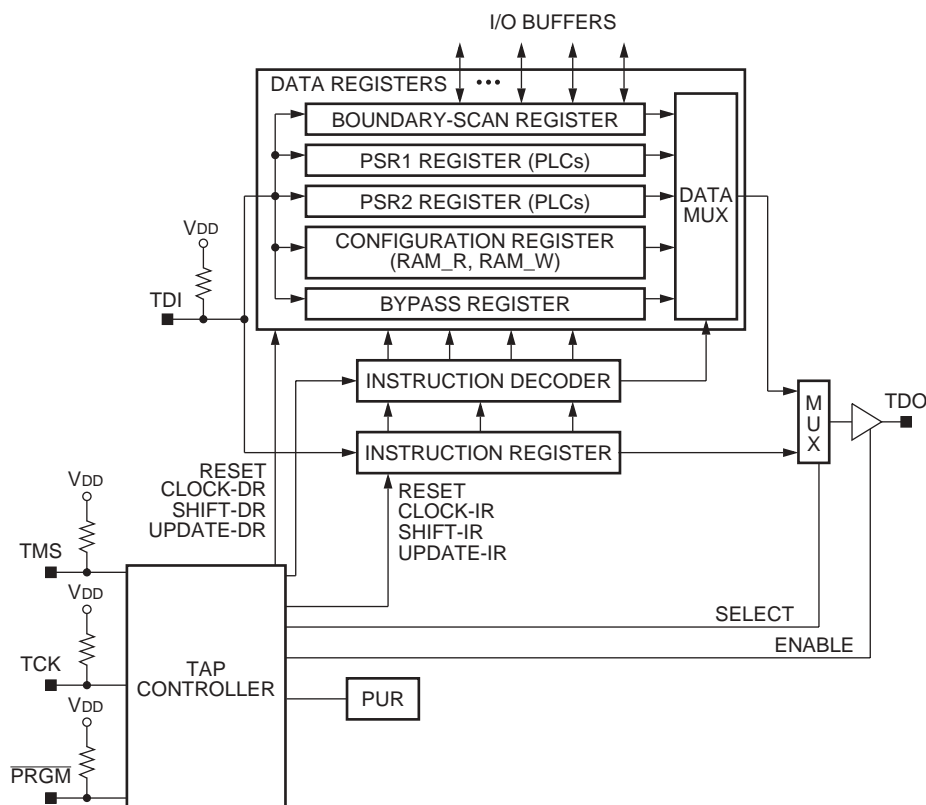 I/O BUFFERS
DATA REGISTERS
•••
BOUNDARY-SCAN REGISTER
PSR1 REGISTER (PLCs)
PSR2 REGISTER (PLCs)
CONFIGURATION REGISTER
(RAM_R, RAM_W)
BYPASS REGISTER
DATA
MUX
VDD
TDI
INSTRUCTION DECODER
INSTRUCTION REGISTER
M
U
X
TDO
RESET
CLOCK-DR
SHIFT-DR
UPDATE-DR
RESET
CLOCK-IR
SHIFT-IR
UPDATE-IR
VDD
TMS
VDD
TCK
VDD
PRGM
TAP
CONTROLLER
SELECT
ENABLE
PUR